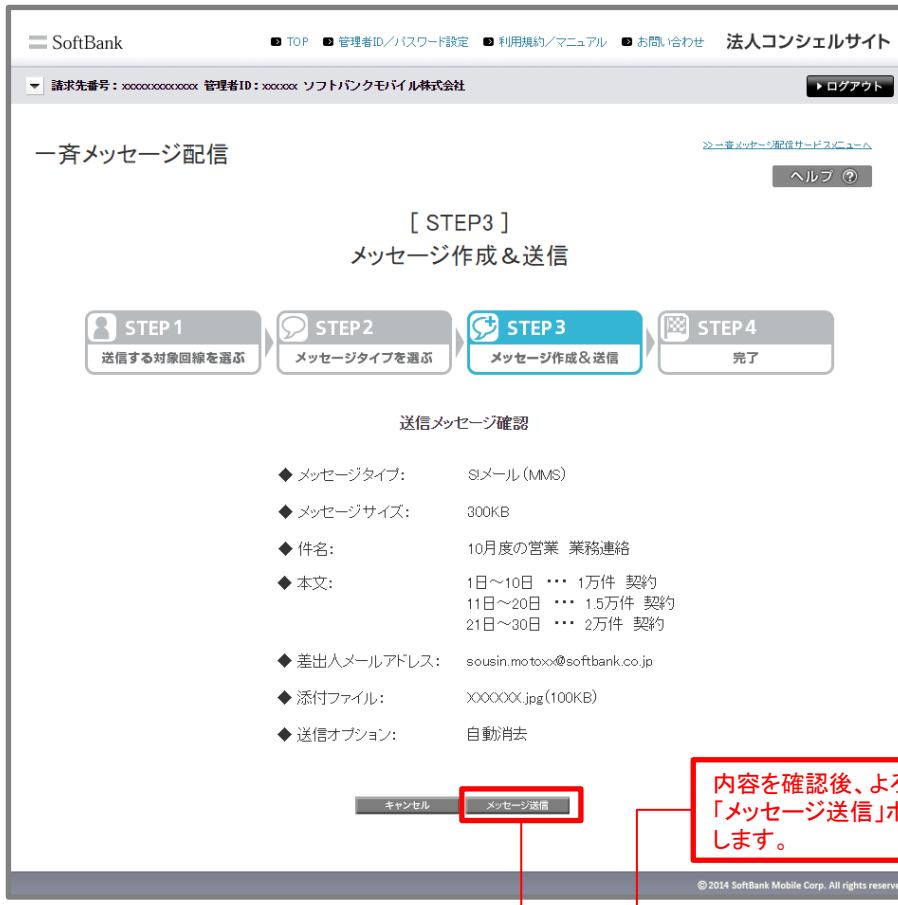 SoftBank
TOP 管理者ID／パスワード設定 利用規約／マニュアル お問い合わせ 法人コンシェルサイト
請求先番号：xxxxxxxxxxxxx 管理者ID：xxxxxx ソフトバンクモバイル株式会社 ログアウト
一斉メッセージ配信
>>一斉メッセージ配信サービスメニューへ
ヘルプ ?
［ STEP3 ］
メッセージ作成＆送信
STEP 1 STEP 2 STEP 3 STEP 4
送信する対象回線を選ぶ メッセージタイプを選ぶ メッセージ作成＆送信 完了
送信メッセージ確認
◆ メッセージタイプ： S!メール（MMS）
◆ メッセージサイズ： 300KB
◆ 件名： 10月度の営業 業務連絡
◆ 本文： 1日～10日 ・・・ 1万件 契約
11日～20日 ・・・ 1.5万件 契約
21日～30日 ・・・ 2万件 契約
◆ 差出人メールアドレス： sousin.motoxx@softbank.co.jp
◆ 添付ファイル： XXXXXX.jpg(100KB)
◆ 送信オプション： 自動消去
キャンセル メッセージ送信
内容を確認後、よろ
「メッセージ送信」ボ
します。
© 2014 SoftBank Mobile Corp. All rights reserve